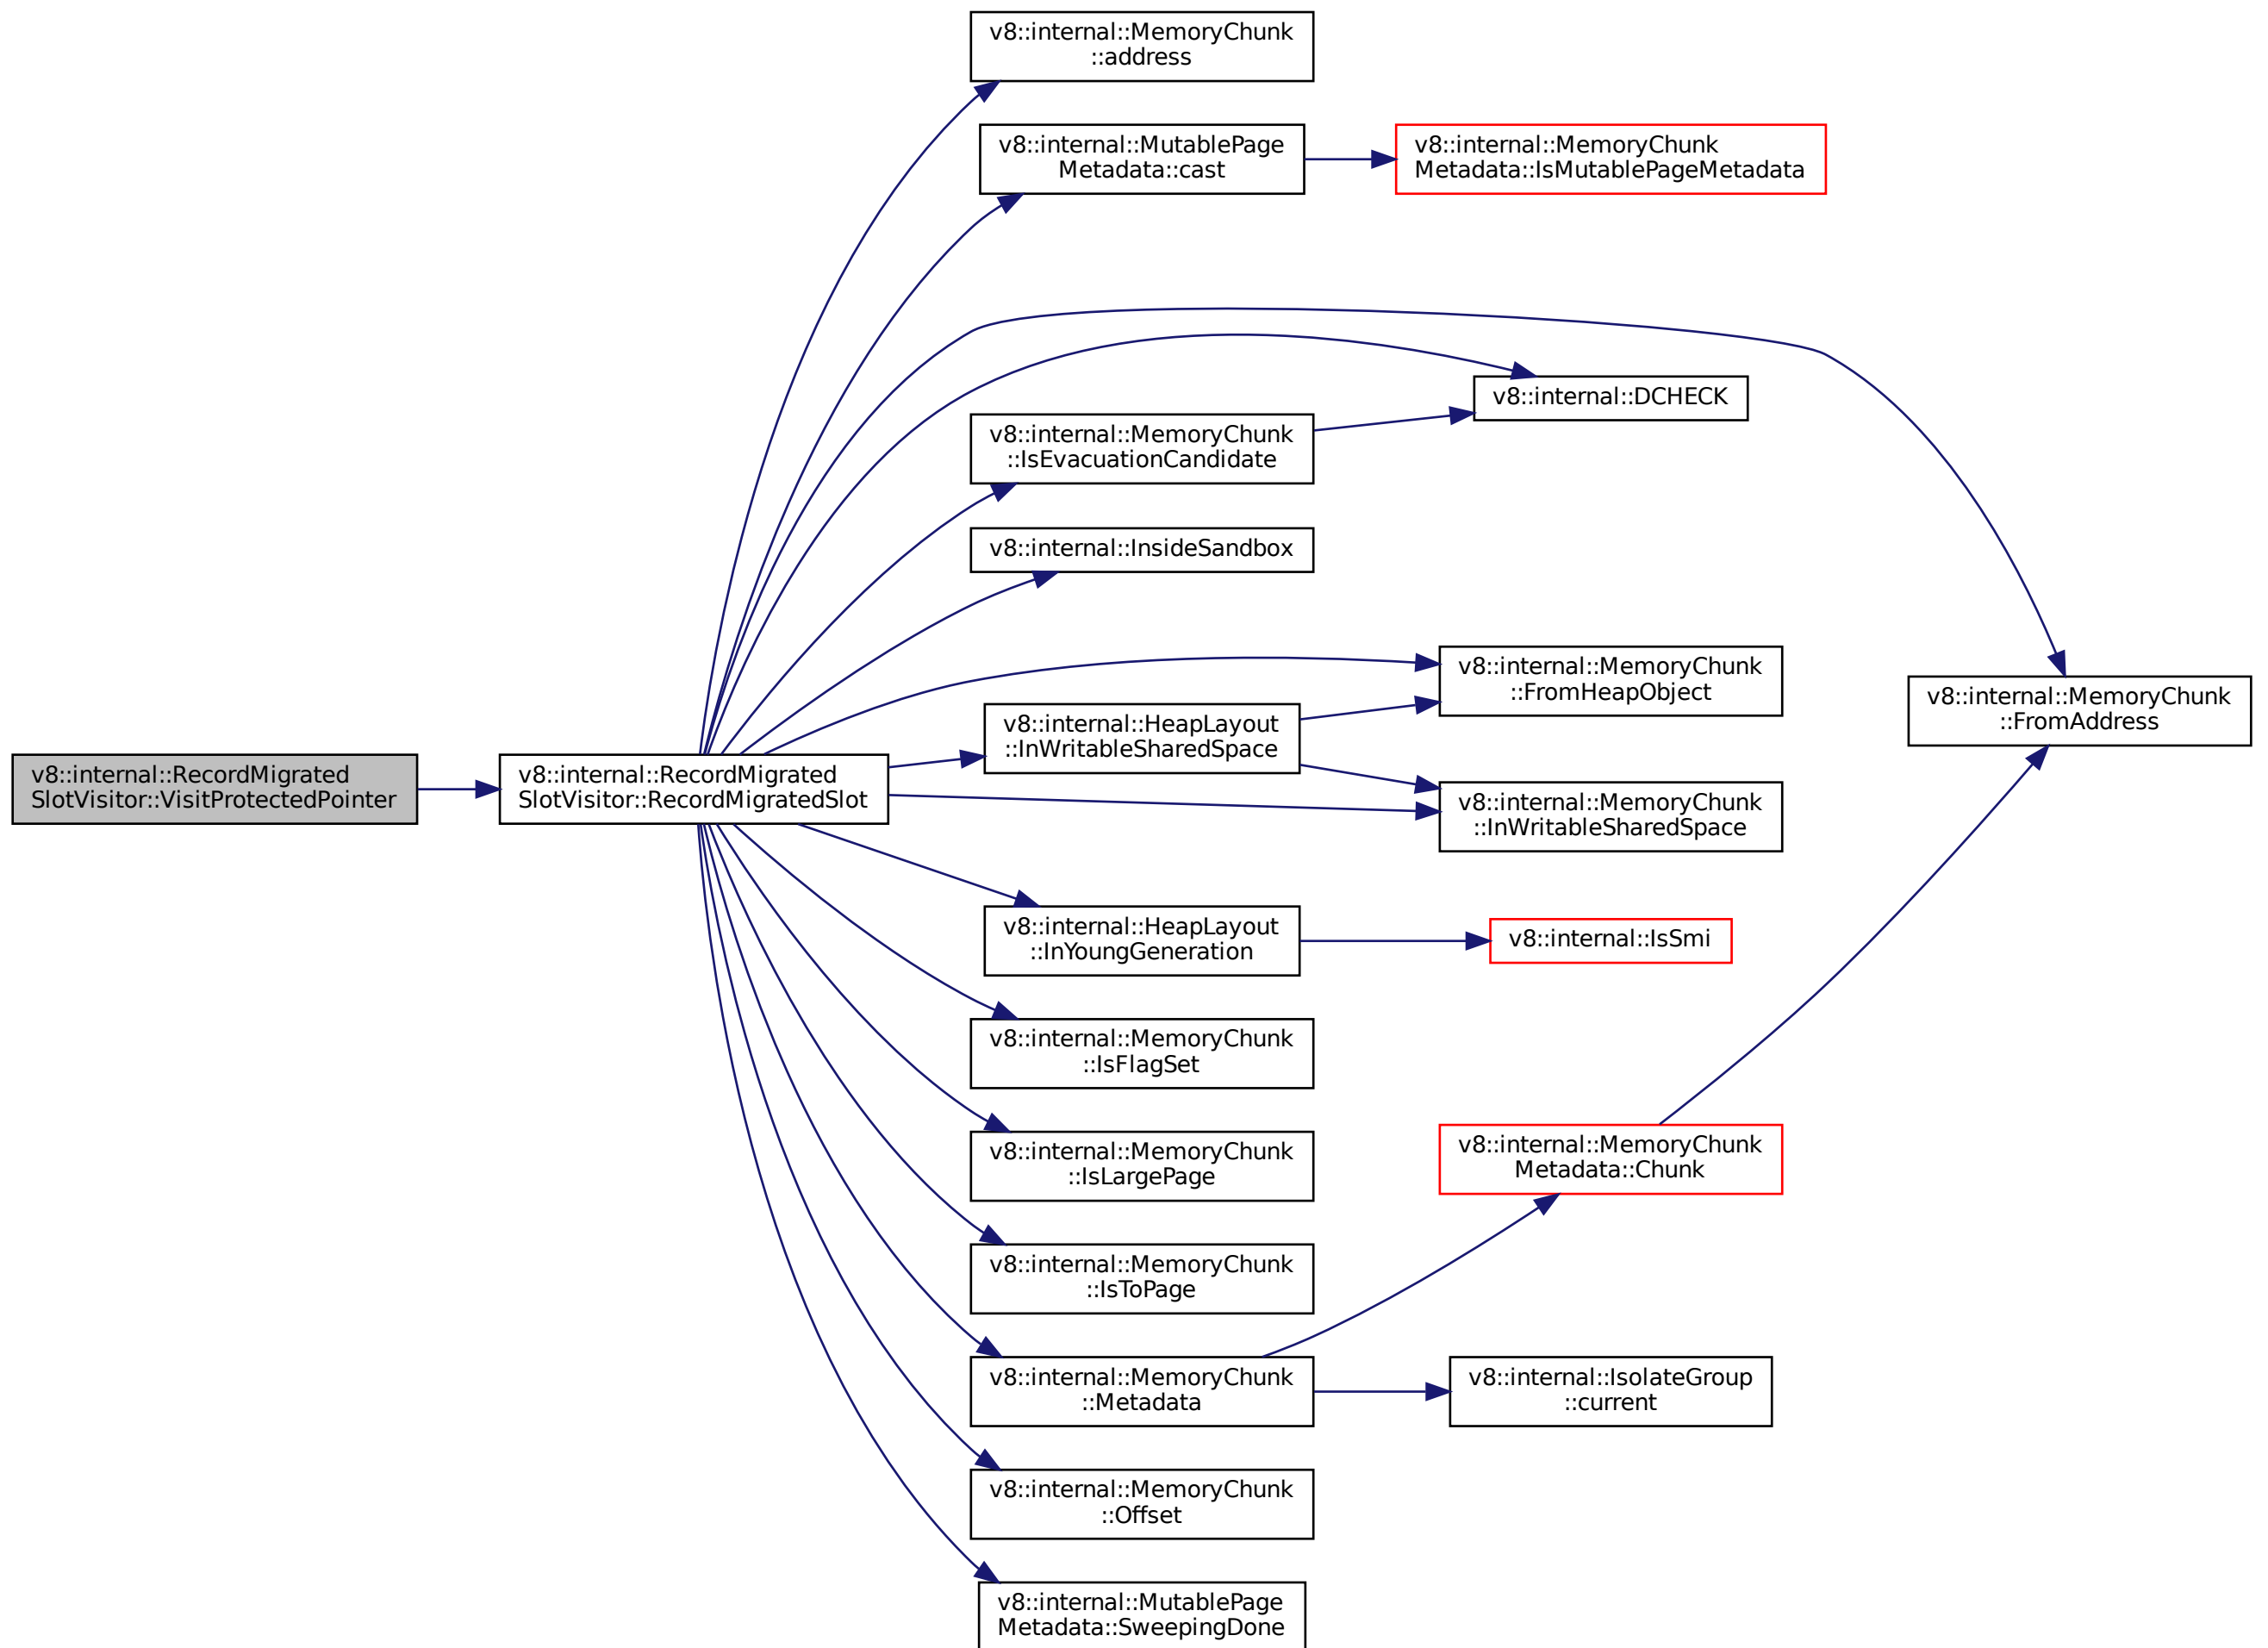 v8::internal::RecordMigrated
SlotVisitor::VisitProtectedPointer
v8::internal::RecordMigrated
SlotVisitor::RecordMigratedSlot
v8::internal::MemoryChunk
::address
v8::internal::MutablePage
Metadata::cast
v8::internal::MemoryChunk
Metadata::IsMutablePageMetadata
v8::internal::DCHECK
v8::internal::MemoryChunk
::IsEvacuationCandidate
v8::internal::InsideSandbox
v8::internal::MemoryChunk
::FromHeapObject
v8::internal::MemoryChunk
::FromAddress
v8::internal::HeapLayout
::InWritableSharedSpace
v8::internal::MemoryChunk
::InWritableSharedSpace
v8::internal::HeapLayout
::InYoungGeneration
v8::internal::IsSmi
v8::internal::MemoryChunk
::IsFlagSet
v8::internal::MemoryChunk
::IsLargePage
v8::internal::MemoryChunk
Metadata::Chunk
v8::internal::MemoryChunk
::IsToPage
v8::internal::MemoryChunk
::Metadata
v8::internal::IsolateGroup
::current
v8::internal::MemoryChunk
::Offset
v8::internal::MutablePage
Metadata::SweepingDone